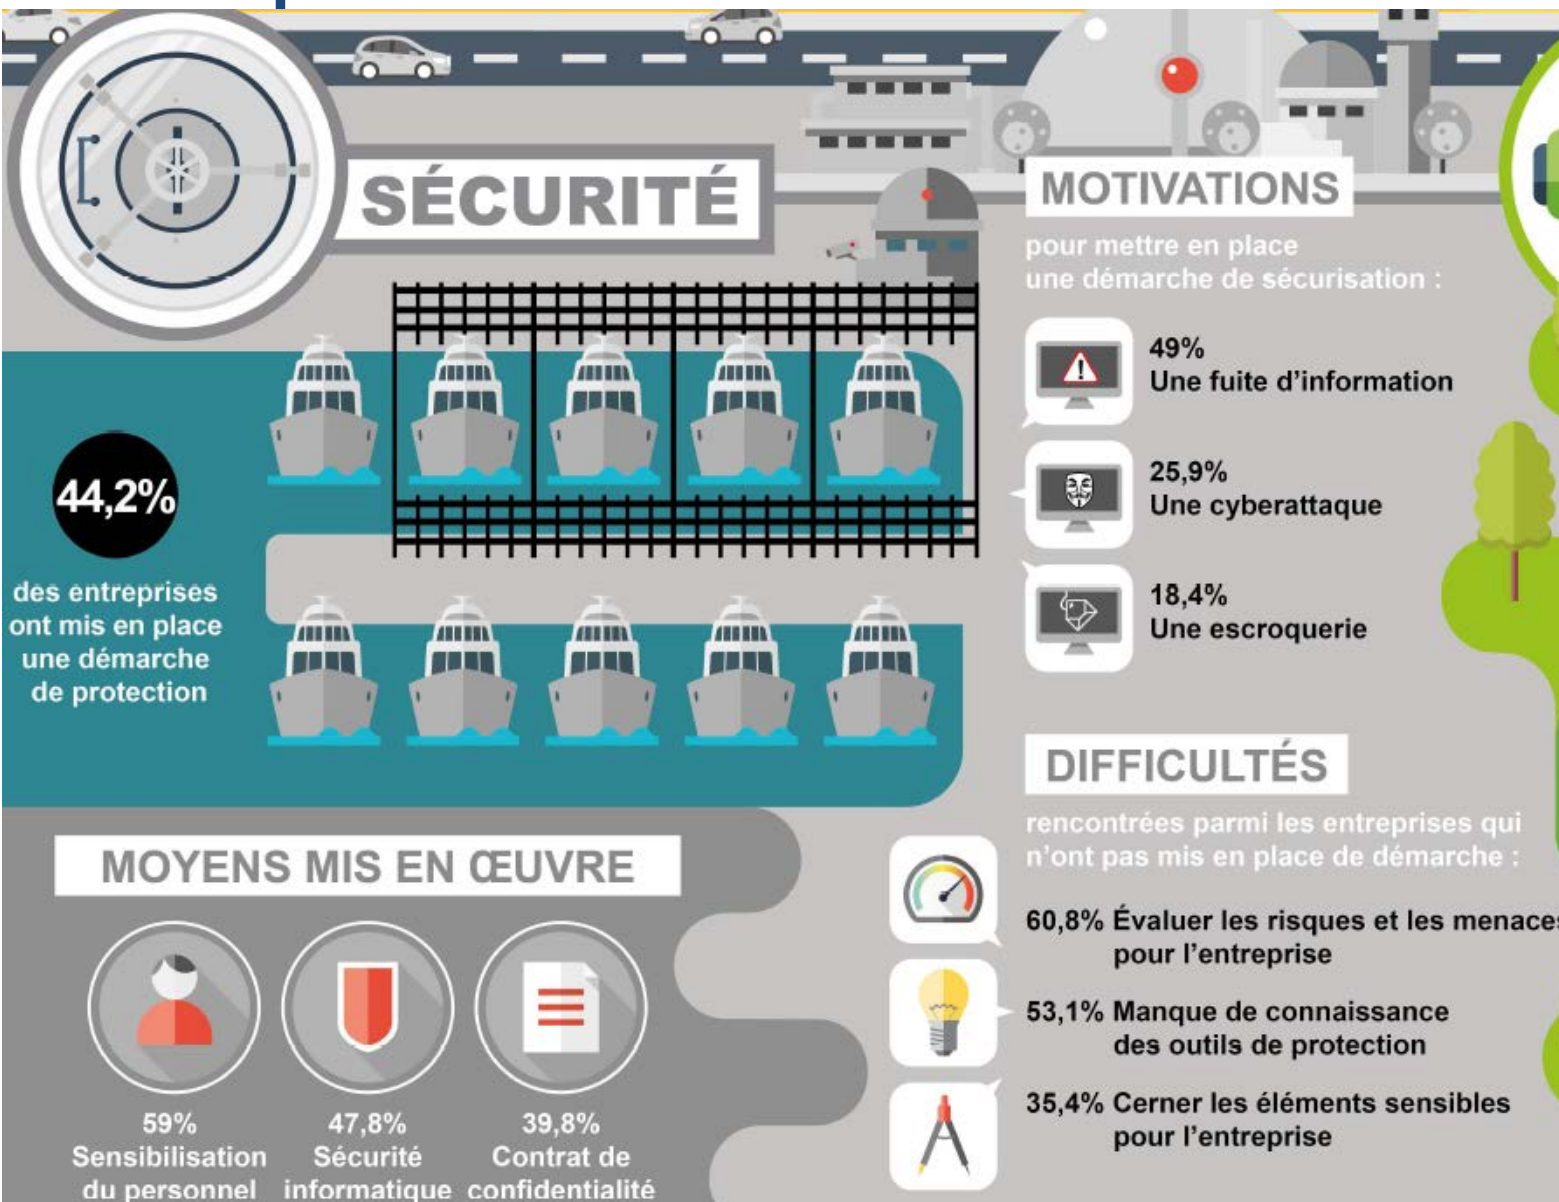 SÉCURITÉ
44,2%
des entreprises
ont mis en place
une démarche
de protection
MOYENS MIS EN ŒUVRE
59%
Sensibilisation
du personnel
47,8%
Sécurité
informatique
39,8%
Contrat de
confidentialité
MOTIVATIONS
pour mettre en place
une démarche de sécurisation :
49%
Une fuite d’information
25,9%
Une cyberattaque
18,4%
Une escroquerie
DIFFICULTÉS
rencontrées parmi les entreprises qui
n’ont pas mis en place de démarche :
60,8% Évaluer les risques et les menaces
pour l’entreprise
53,1% Manque de connaissance
des outils de protection
35,4% Cerner les éléments sensibles
pour l’entreprise